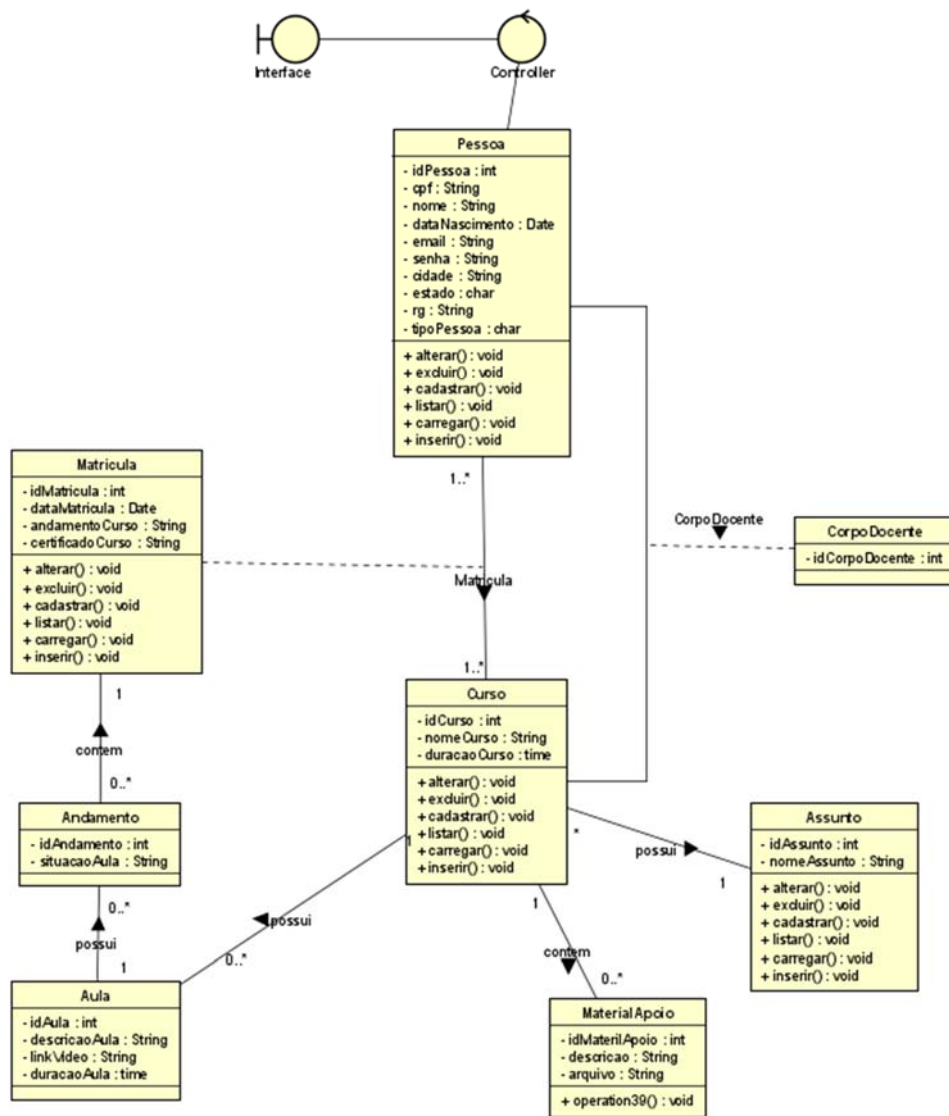 Interface
Controller
Pessoa
- idPessoa : int
- cpf : String
- nome : String
- dataNascimento : Date
- email : String
- senha : String
- cidade : String
- estado : char
- rg : String
- tipoPessoa : char
+ alterar() : void
+ excluir() : void
+ cadastrar() : void
+ listar() : void
+ carregar() : void
+ inserir() : void
Matricula
- idMatricula : int
- dataMatricula : Date
- andamentoCurso : String
- certificadoCurso : String
+ alterar() : void
+ excluir() : void
+ cadastrar() : void
+ listar() : void
+ carregar() : void
+ inserir() : void
1..*
Matricula
1..*
CorpoDocente
CorpoDocente
- idCorpoDocente : int
1
contem
0..*
Curso
- idCurso : int
- nomeCurso : String
- duracaoCurso : time
+ alterar() : void
+ excluir() : void
+ cadastrar() : void
+ listar() : void
+ carregar() : void
+ inserir() : void
Andamento
- idAndamento : int
- situacaoAula : String
0..*
possui
1
1
possui
0..*
*
possui
1
Assunto
- idAssunto : int
- nomeAssunto : String
+ alterar() : void
+ excluir() : void
+ cadastrar() : void
+ listar() : void
+ carregar() : void
+ inserir() : void
1
contem
0..*
Aula
- idAula : int
- descricaoAula : String
- linkVideo : String
- duracaoAula : time
MaterialApoio
- idMaterilApoio : int
- descricao : String
- arquivo : String
+ operation39() : void